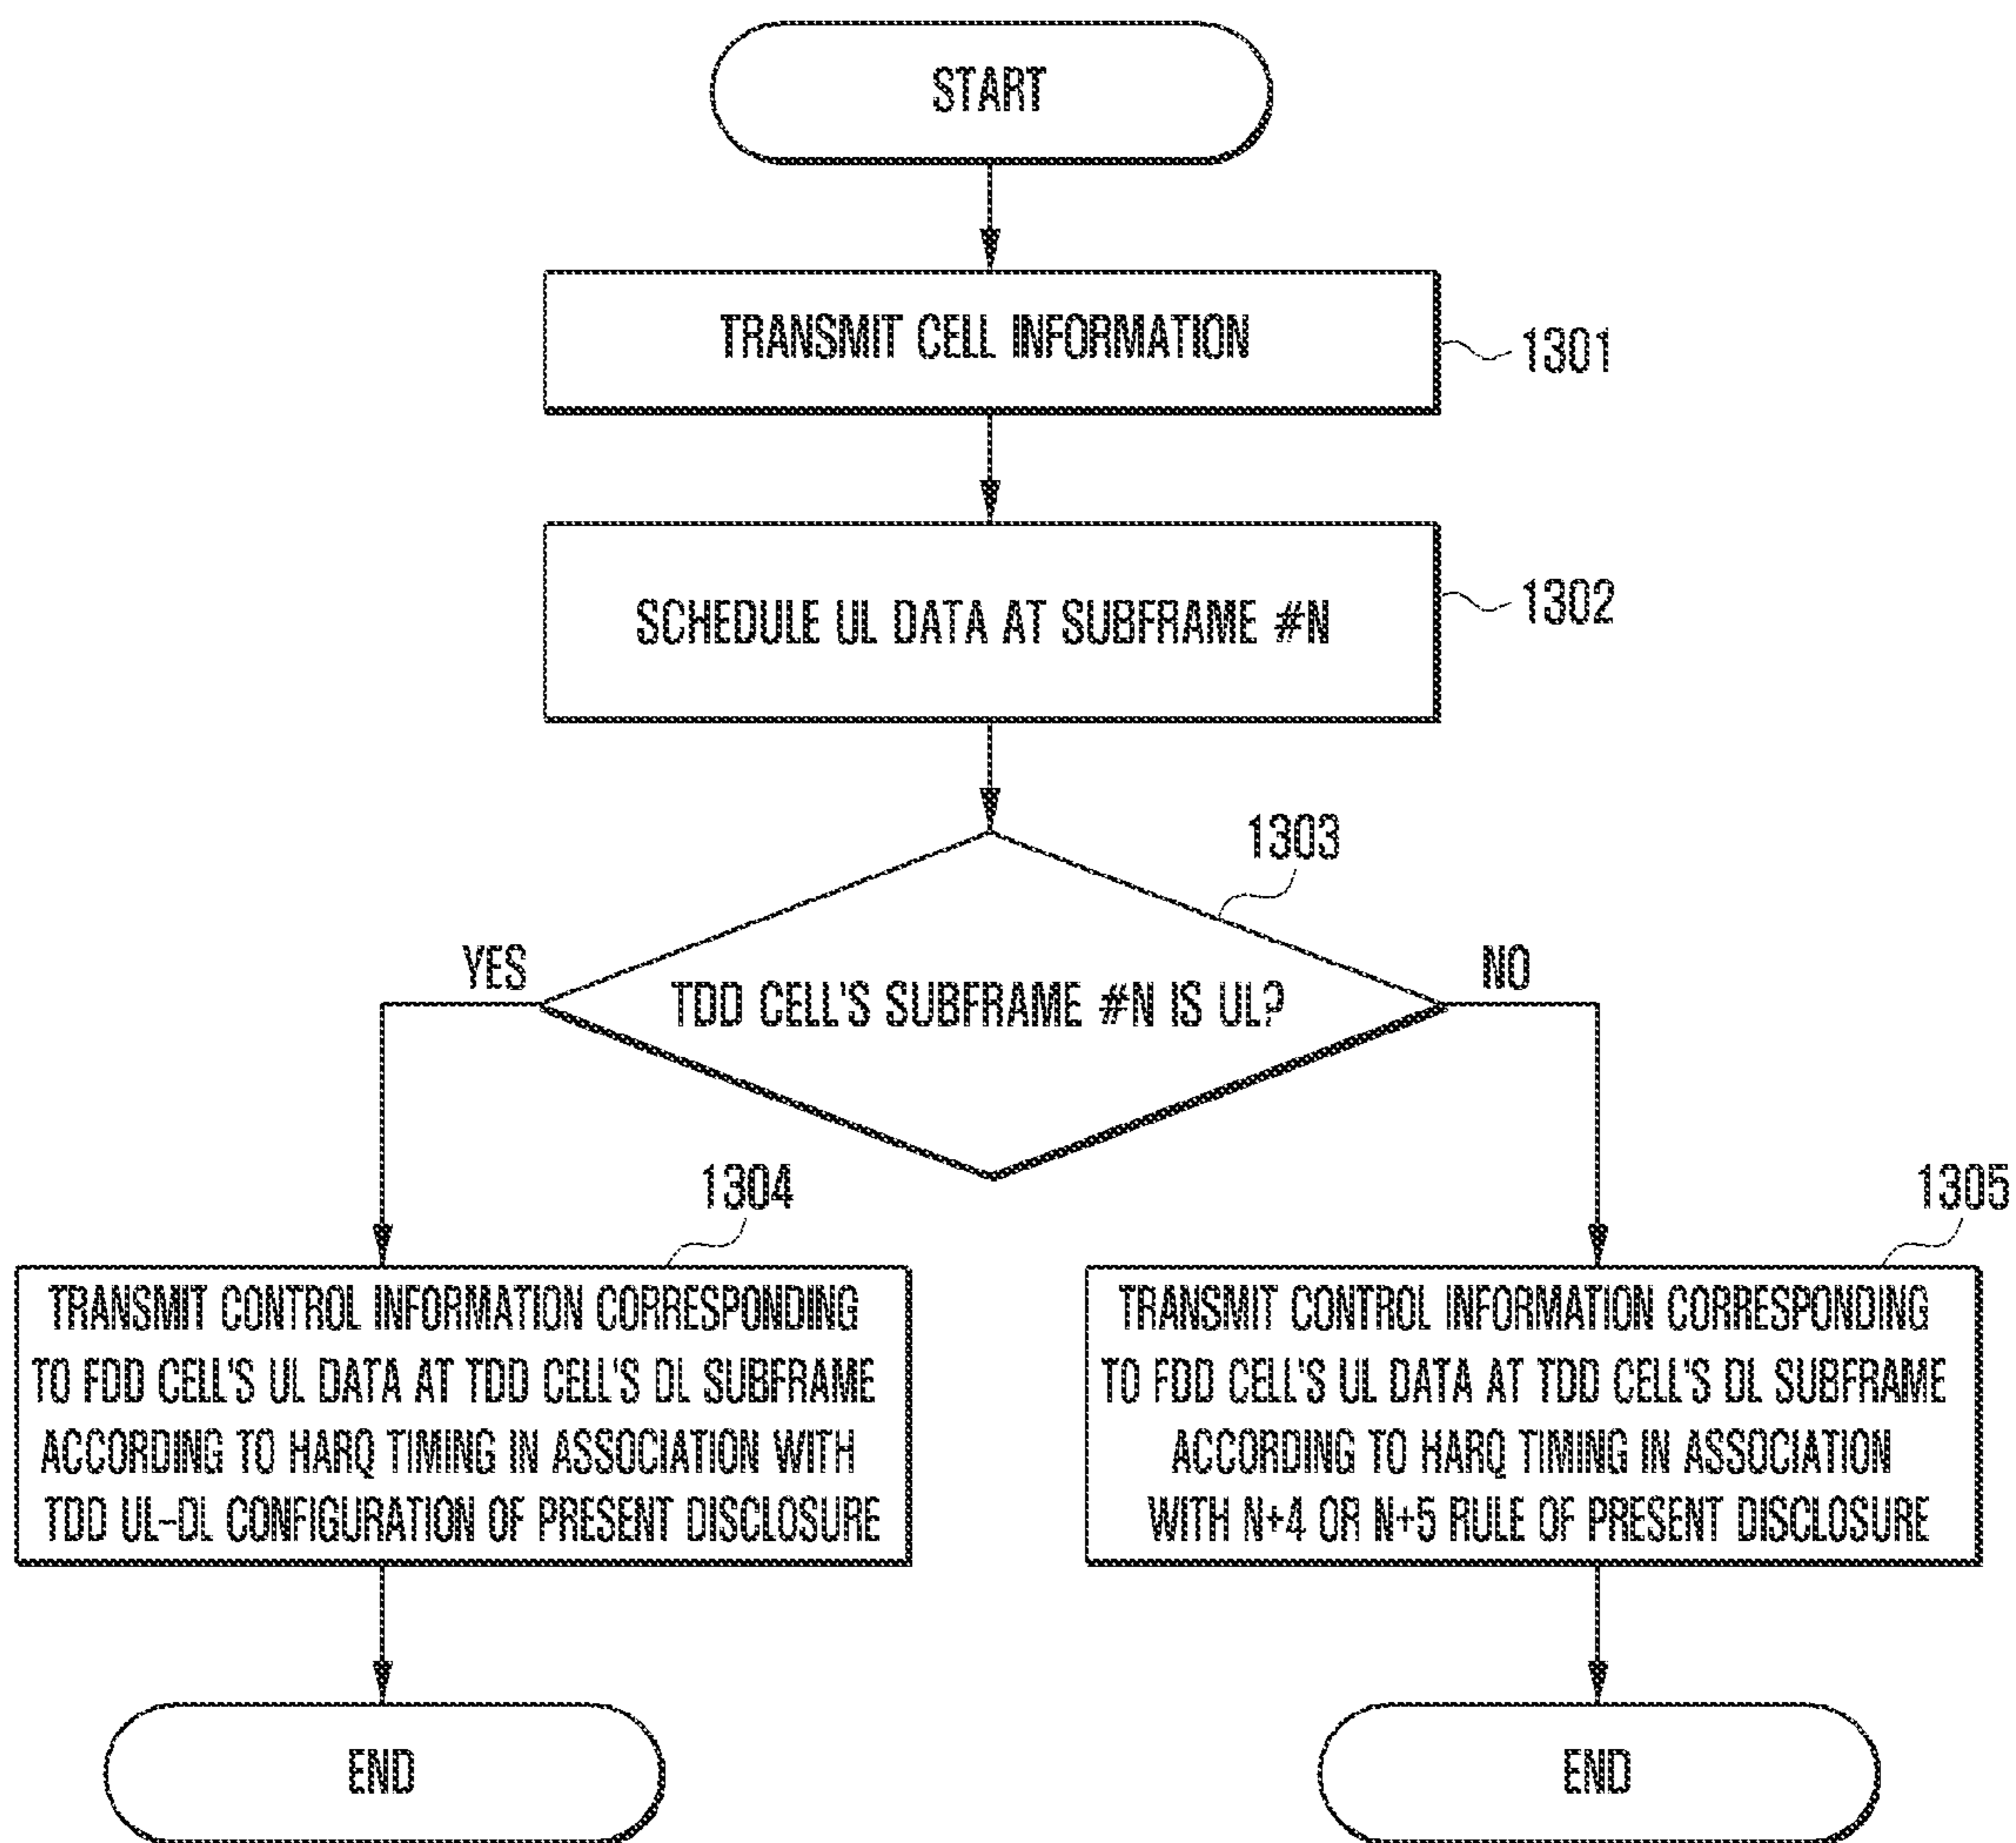 START
TRANSMIT CELL INFORMATION
1301
SCHEDULE UL DATA AT SUBFRAME #N
1302
1303
YES
NO
TDD CELL'S SUBFRAME #N IS UL?
1304
TRANSMIT CONTROL INFORMATION CORRESPONDING
TO FDD CELL'S UL DATA AT TDD CELL'S DL SUBFRAME
ACCORDING TO HARQ TIMING IN ASSOCIATION WITH
TDD UL-DL CONFIGURATION OF PRESENT DISCLOSURE
1305
TRANSMIT CONTROL INFORMATION CORRESPONDING
TO FDD CELL'S UL DATA AT TDD CELL'S DL SUBFRAME
ACCORDING TO HARQ TIMING IN ASSOCIATION
WITH N+4 OR N+5 RULE OF PRESENT DISCLOSURE
END
END